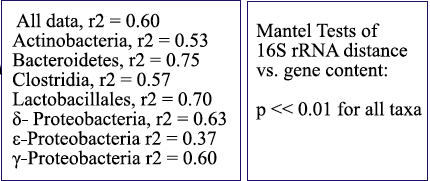 All data, r2 = 0.60
Actinobacteria, r2 = 0.53
Bacteroidetes, r2 = 0.75
Clostridia, r2 = 0.57
Lactobacillales, r2 = 0.70
δ- Proteobacteria, r2 = 0.63
ε-Proteobacteria r2 = 0.37
γ-Proteobacteria r2 = 0.60
Mantel Tests of
16S rRNA distance
vs. gene content:
p << 0.01 for all taxa